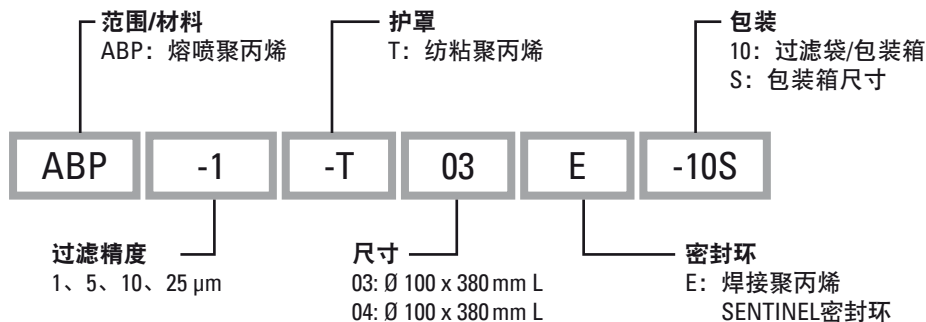 范围/材料
ABP：熔喷聚丙烯
护罩
T：纺粘聚丙烯
包装
10：过滤袋/包装箱
S：包装箱尺寸
ABP -1 -T 03 E -10S
过滤精度
1、5、10、25 µm
尺寸
03: Ø 100 x 380 mm L
04: Ø 100 x 380 mm L
密封环
E：焊接聚丙烯
SENTINEL密封环